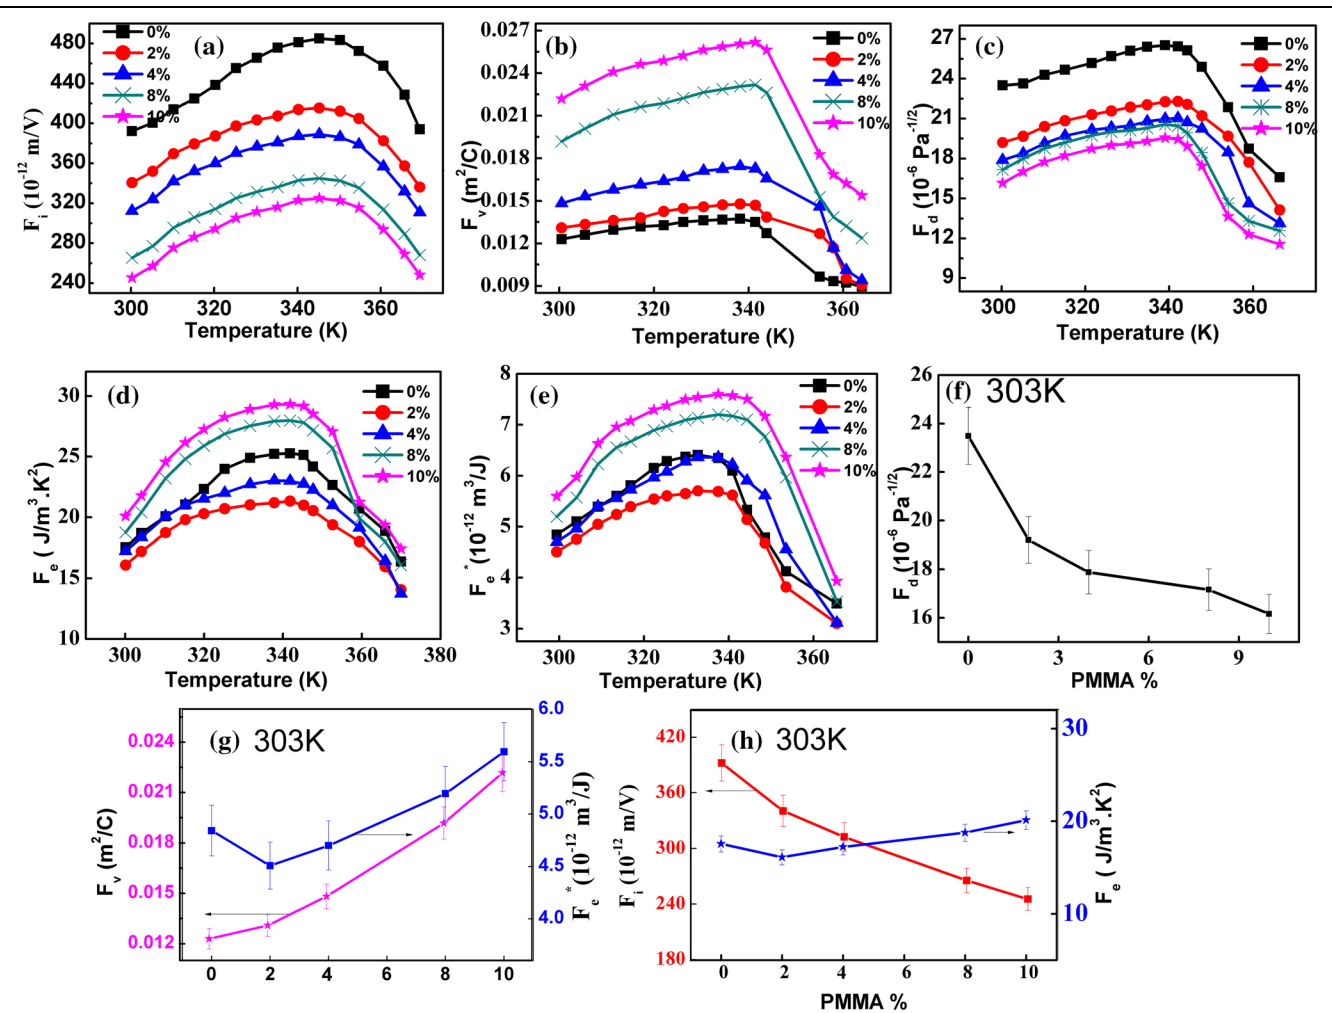 (a)
0%
2%
4%
8%
10%
480
440
400
360
320
280
240
F_i (10^-12 m/V)
300 320 340 360
Temperature (K)
(b)
0%
2%
4%
8%
10%
0.027
0.024
0.021
0.018
0.015
0.012
0.009
F_v (m^2/C)
300 320 340 360
Temperature (K)
(c)
0%
2%
4%
8%
10%
27
24
21
18
15
12
9
F_d (10^-6 Pa^-1/2)
300 320 340 360
Temperature (K)
(d)
0%
2%
4%
8%
10%
30
25
20
15
10
F_e ( J/m^3.K^2)
300 320 340 360 380
Temperature (K)
(e)
0%
2%
4%
8%
10%
8
7
6
5
4
3
F_e^* (10^-12 m^3/J)
300 320 340 360
Temperature (K)
(f) 303K
26
24
22
20
18
16
F_d (10^-6 Pa^-1/2)
0 3 6 9
PMMA %
(g) 303K
0.024
0.021
0.018
0.015
0.012
F_v (m^2/C)
6.0
5.5
5.0
4.5
4.0
F_e^* (10^-12 m^3/J)
0 2 4 6 8 10
(h) 303K
420
360
300
240
180
F_i (10^-12 m/V)
30
20
10
F_e ( J/m^3.K^2)
0 2 4 6 8 10
PMMA %